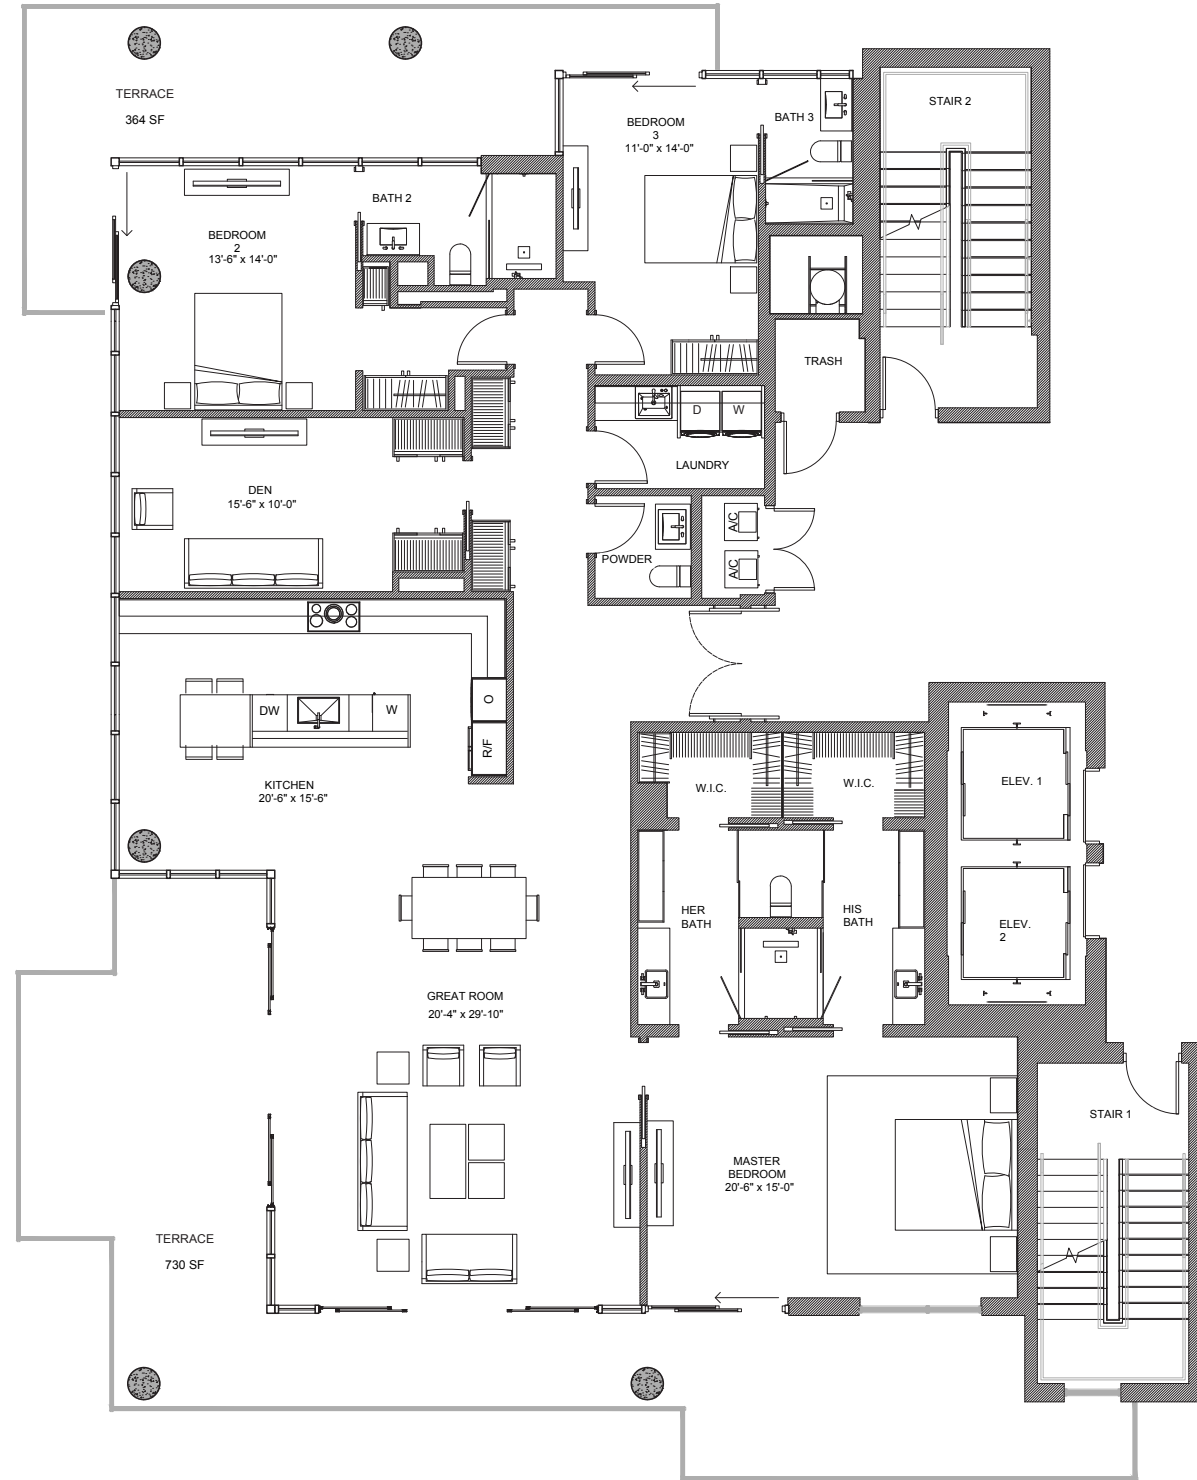 TERRACE
364 SF
STAIR 2
BEDROOM
3
11'-0" x 14'-0"
BATH 3
BATH 2
BEDROOM
2
13'-6" x 14'-0"
TRASH
D
W
LAUNDRY
DEN
15'-6" x 10'-0"
A/C
POWDER
A/C
DW
W
O
R/F
KITCHEN
20'-6" x 15'-6"
W.I.C.
W.I.C.
ELEV. 1
HER
BATH
HIS
BATH
ELEV.
2
GREAT ROOM
20'-4" x 29'-10"
STAIR 1
MASTER
BEDROOM
20'-6" x 15'-0"
TERRACE
730 SF